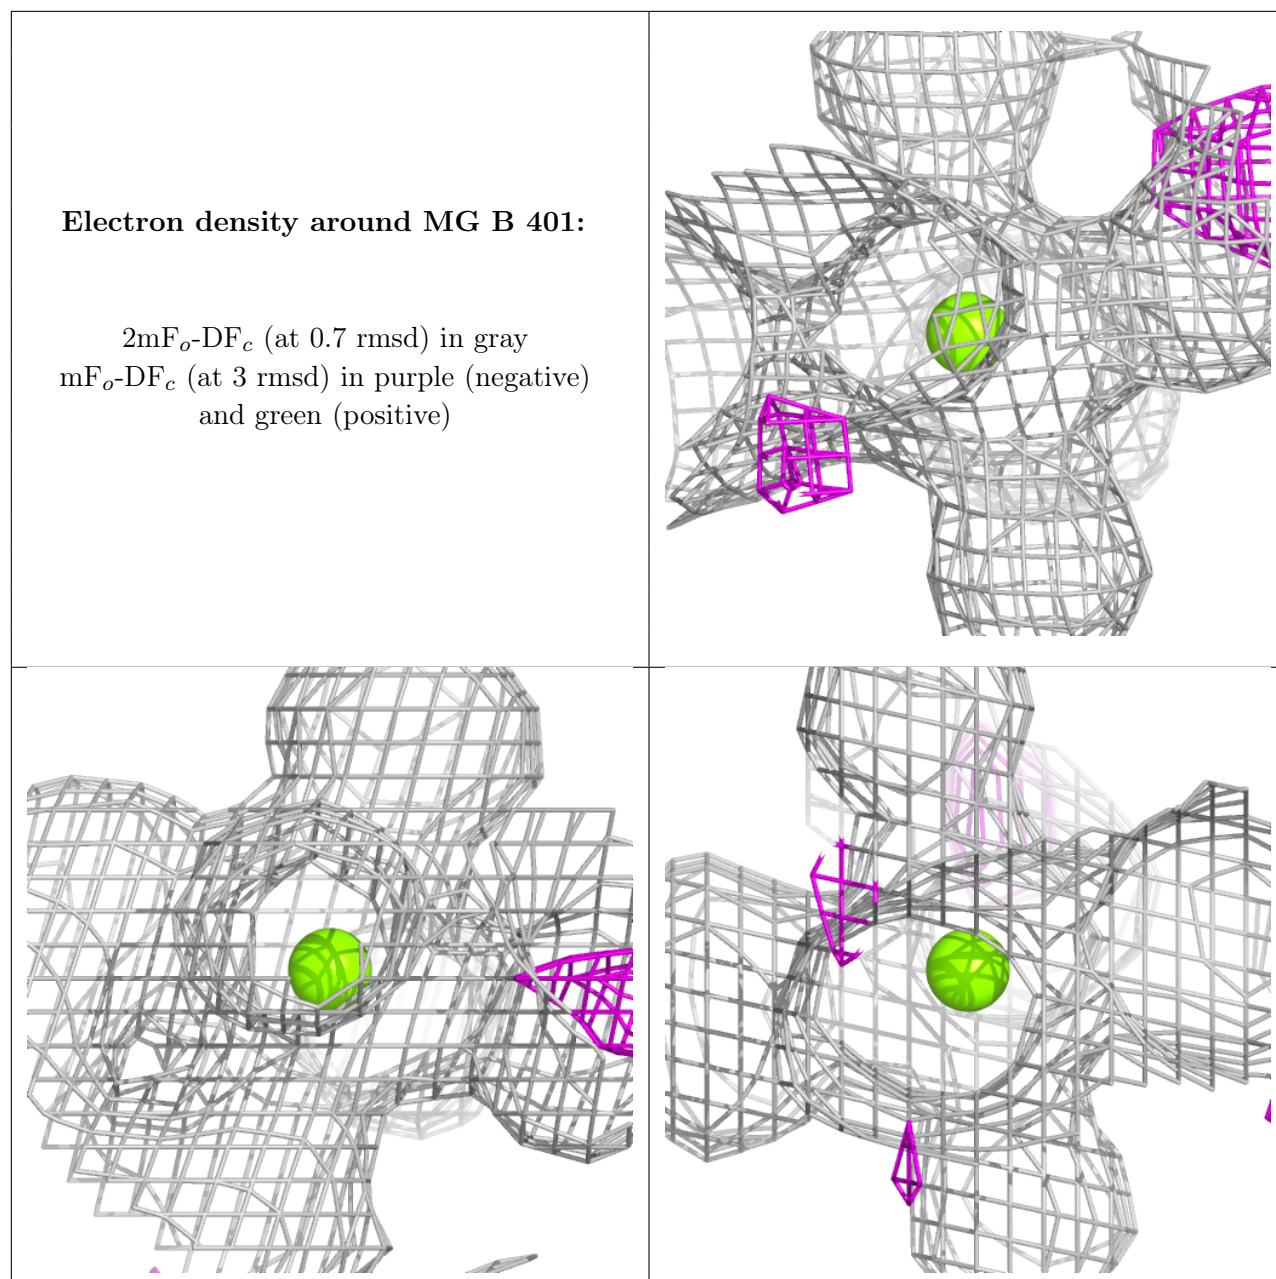 Electron density around MG B 401:
2mFo-DFc (at 0.7 rmsd) in gray
mFo-DFc (at 3 rmsd) in purple (negative)
and green (positive)